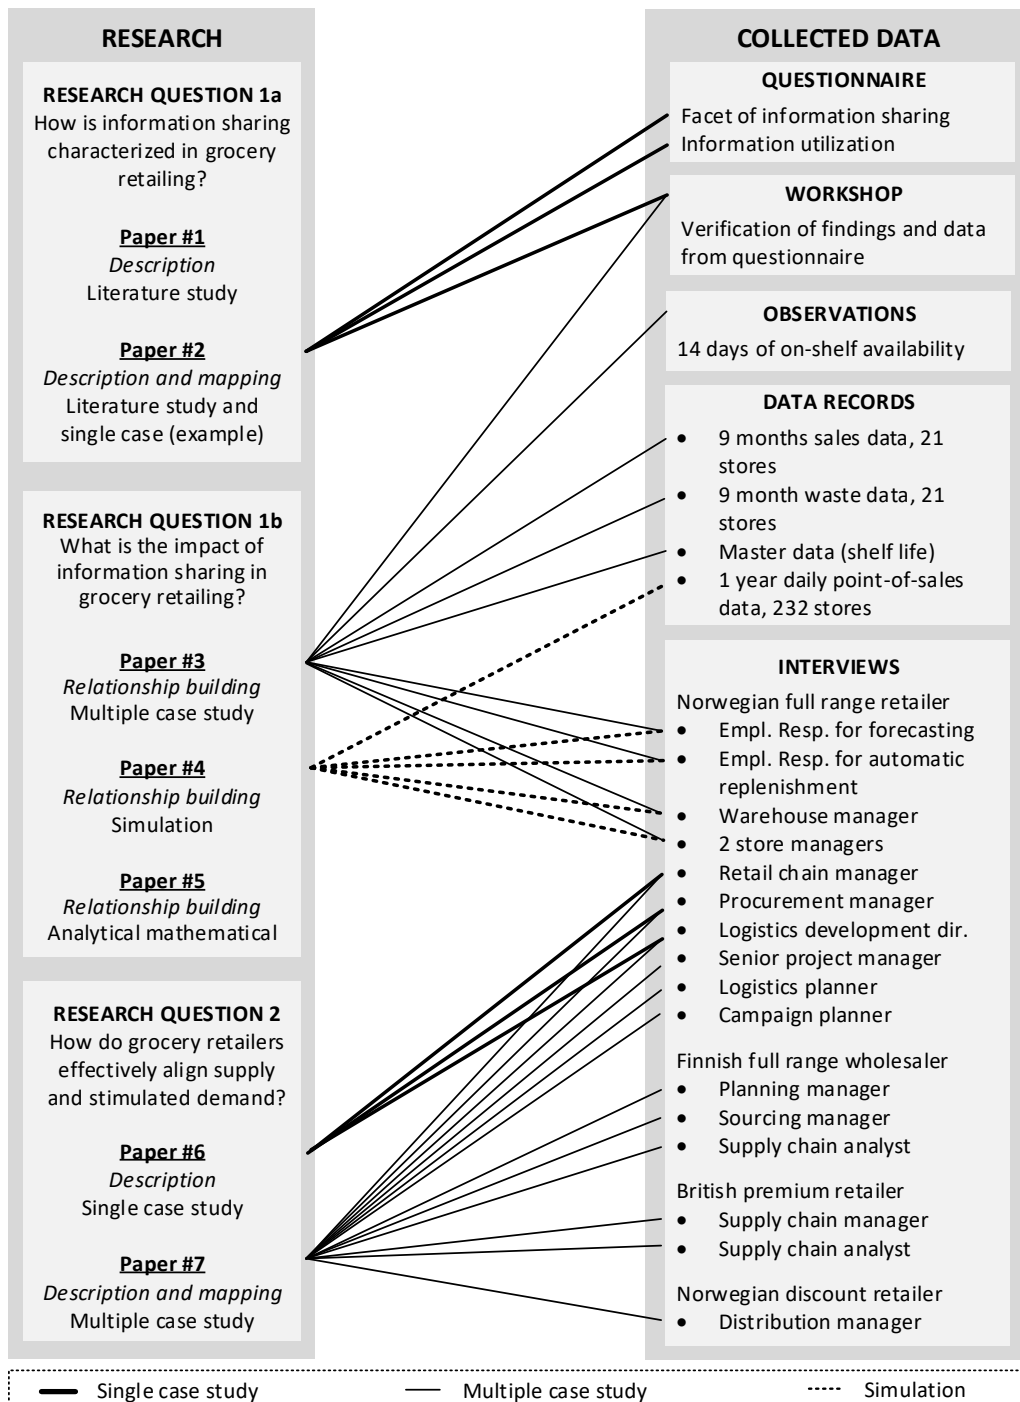 RESEARCH
RESEARCH QUESTION 1a
How is information sharing
characterized in grocery
retailing?
Paper #1
Description
Literature study
Paper #2
Description and mapping
Literature study and
single case (example)
RESEARCH QUESTION 1b
What is the impact of
information sharing in
grocery retailing?
Paper #3
Relationship building
Multiple case study
Paper #4
Relationship building
Simulation
Paper #5
Relationship building
Analytical mathematical
RESEARCH QUESTION 2
How do grocery retailers
effectively align supply
and stimulated demand?
Paper #6
Description
Single case study
Paper #7
Description and mapping
Multiple case study
COLLECTED DATA
QUESTIONNAIRE
Facet of information sharing
Information utilization
WORKSHOP
Verification of findings and data
from questionnaire
OBSERVATIONS
14 days of on-shelf availability
DATA RECORDS
• 9 months sales data, 21
stores
• 9 month waste data, 21
stores
• Master data (shelf life)
• 1 year daily point-of-sales
data, 232 stores
INTERVIEWS
Norwegian full range retailer
• Empl. Resp. for forecasting
• Empl. Resp. for automatic
replenishment
• Warehouse manager
• 2 store managers
• Retail chain manager
• Procurement manager
• Logistics development dir.
• Senior project manager
• Logistics planner
• Campaign planner
Finnish full range wholesaler
• Planning manager
• Sourcing manager
• Supply chain analyst
British premium retailer
• Supply chain manager
• Supply chain analyst
Norwegian discount retailer
• Distribution manager
Single case study
Multiple case study
Simulation